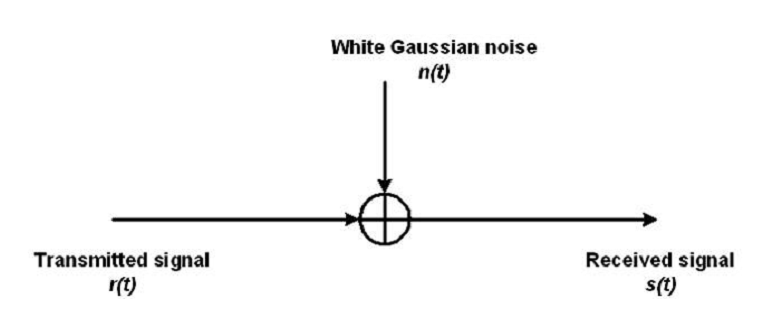 White Gaussian noise
n(t)
Transmitted signal
r(t)
Received signal
s(t)